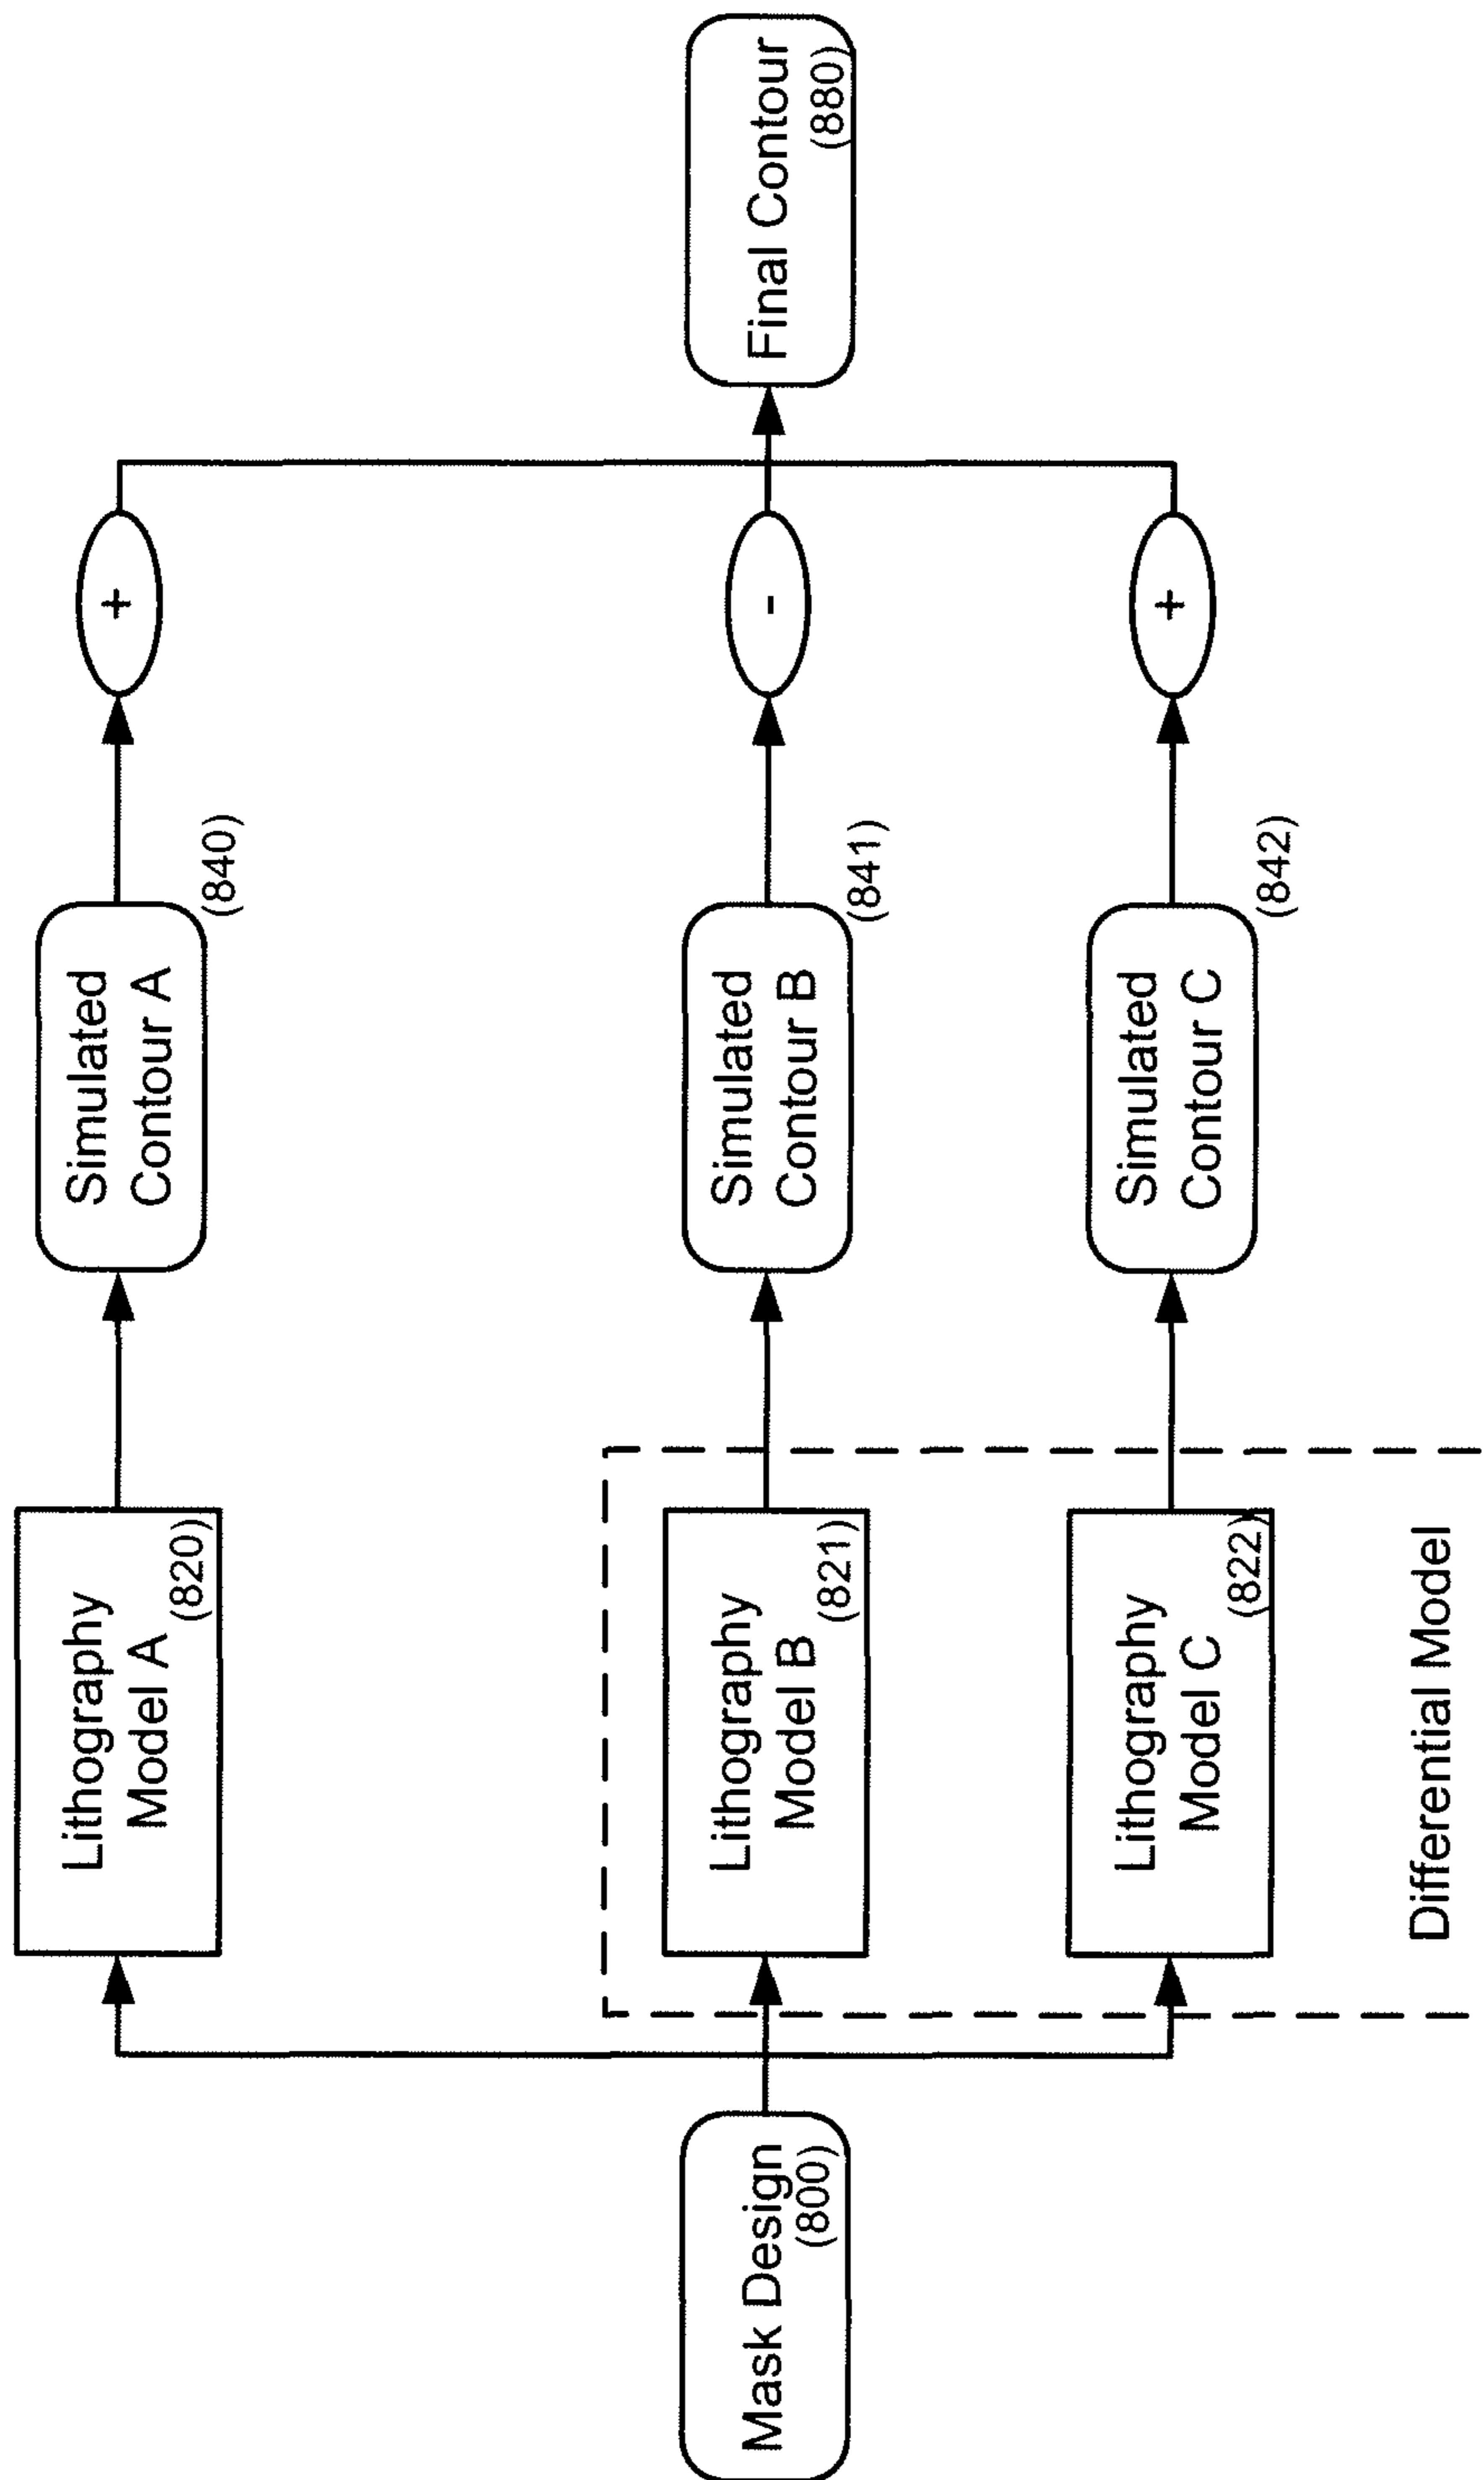 Mask Design
(800)
Lithography
Model A
(820)
Lithography
Model B
(821)
Lithography
Model C
(822)
Differential Model
Simulated
Contour A
(840)
Simulated
Contour B
(841)
Simulated
Contour C
(842)
+
-
+
Final Contour
(880)